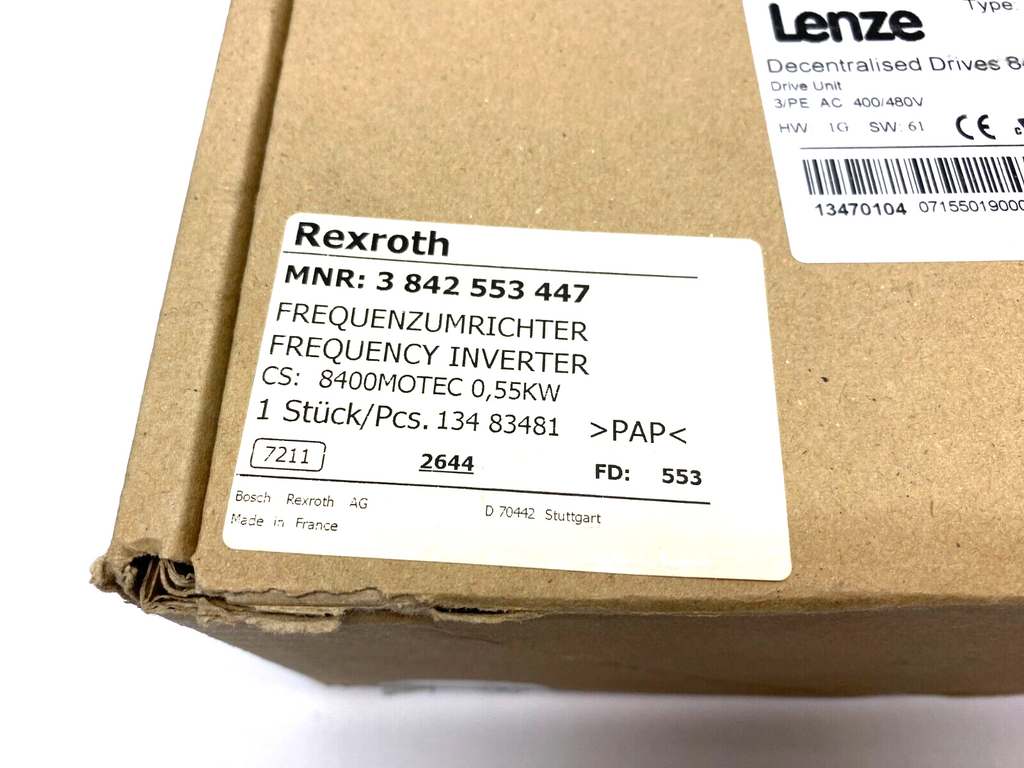 Lenze
Type:
Decentralised Drives 8
Drive Unit
3/PE AC 400/480V
HW: 1G SW: 61 CE
13470104 07155019000
Rexroth
MNR: 3 842 553 447
FREQUENZUMRICHTER
FREQUENCY INVERTER
CS: 8400MOTEC 0,55KW
1 Stück/Pcs. 134 83481 >PAP<
7211 2644 FD: 553
Bosch Rexroth AG D 70442 Stuttgart
Made in France